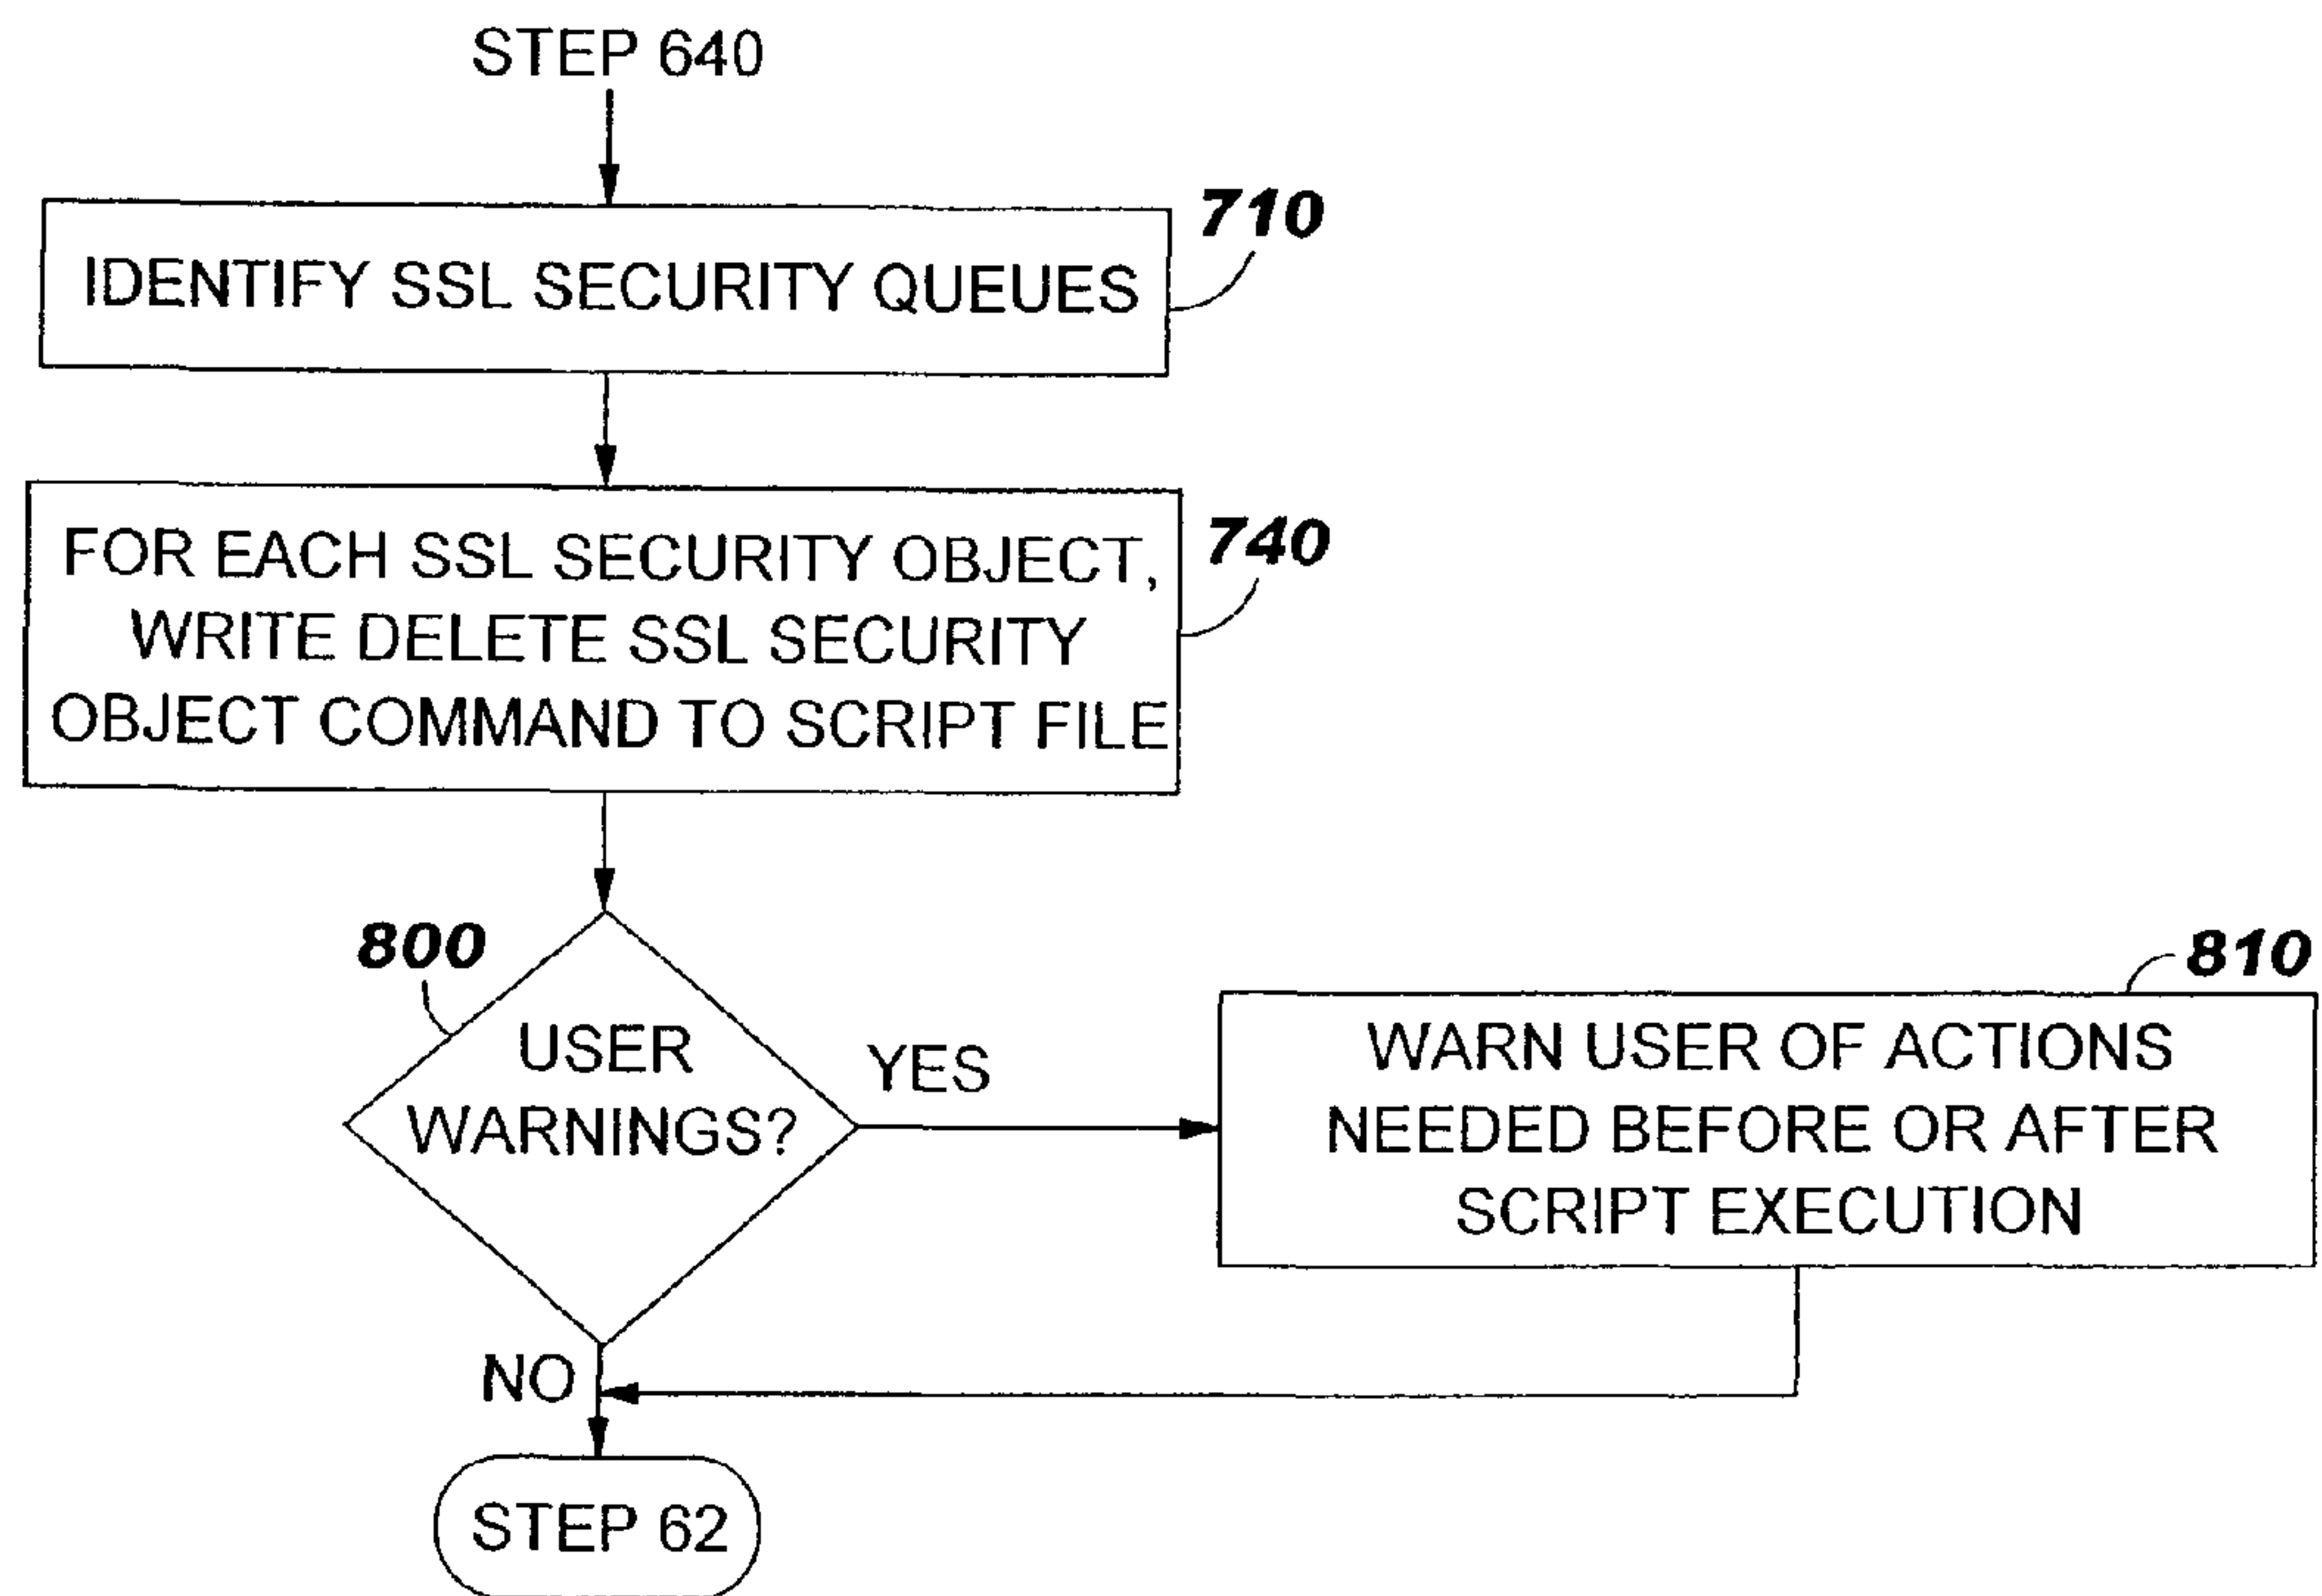 STEP 640
710
IDENTIFY SSL SECURITY QUEUES
740
FOR EACH SSL SECURITY OBJECT,
WRITE DELETE SSL SECURITY
OBJECT COMMAND TO SCRIPT FILE
800
USER
WARNINGS?
YES
810
WARN USER OF ACTIONS
NEEDED BEFORE OR AFTER
SCRIPT EXECUTION
NO
STEP 62